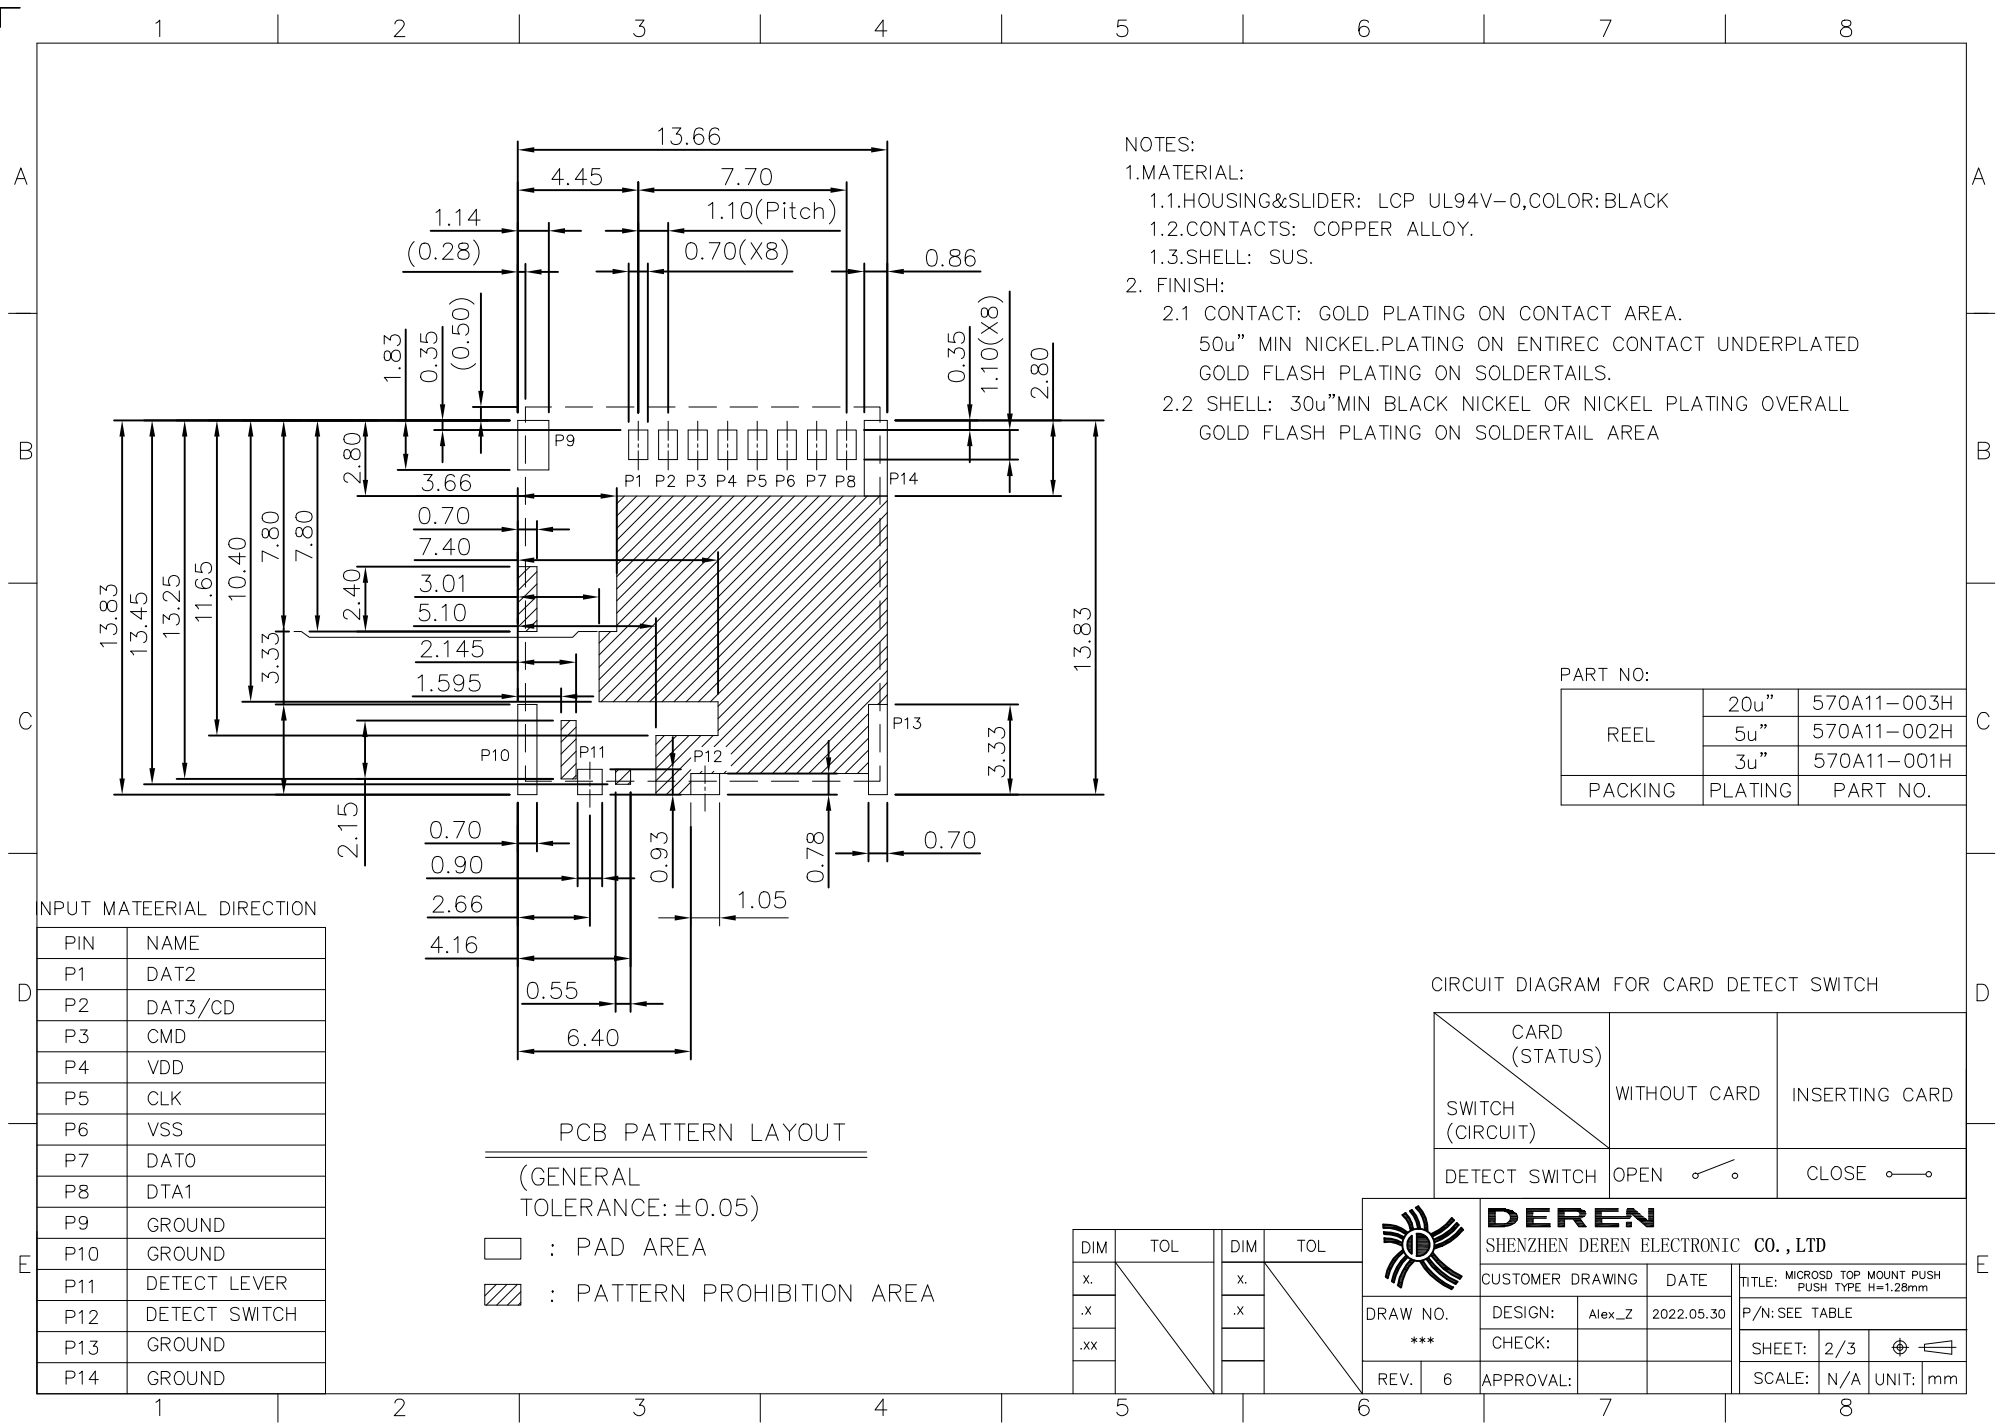 1 2 3 4 5 6 7 8
A A
B B
C C
D D
E E
1 2 3 4 6 7 8
13.66
4.45 7.70
1.14 1.10(Pitch)
(0.28) 0.70(X8) 0.86
1.83 0.35 (0.50) 0.35 1.10(X8) 2.80
P9
P1 P2 P3 P4 P5 P6 P7 P8 P14
13.83 13.45 13.25 11.65 10.40 7.80 7.80 2.80
3.66
0.70
7.40
2.40
3.01
5.10
3.33
2.145
1.595
13.83
P10 P11 P12 P13
3.33
2.15
0.70 0.93 0.78 0.70
0.90
2.66 1.05
4.16
0.55
6.40
NOTES:
1.MATERIAL:
1.1.HOUSING&SLIDER: LCP UL94V-0,COLOR:BLACK
1.2.CONTACTS: COPPER ALLOY.
1.3.SHELL: SUS.
2. FINISH:
2.1 CONTACT: GOLD PLATING ON CONTACT AREA.
50u" MIN NICKEL.PLATING ON ENTIREC CONTACT UNDERPLATED
GOLD FLASH PLATING ON SOLDERTAILS.
2.2 SHELL: 30u"MIN BLACK NICKEL OR NICKEL PLATING OVERALL
GOLD FLASH PLATING ON SOLDERTAIL AREA
PART NO:
REEL 20u" 570A11-003H
5u" 570A11-002H
3u" 570A11-001H
PACKING PLATING PART NO.
INPUT MATEERIAL DIRECTION
PIN NAME
P1 DAT2
P2 DAT3/CD
P3 CMD
P4 VDD
P5 CLK
P6 VSS
P7 DAT0
P8 DTA1
P9 GROUND
P10 GROUND
P11 DETECT LEVER
P12 DETECT SWITCH
P13 GROUND
P14 GROUND
PCB PATTERN LAYOUT
(GENERAL
TOLERANCE:±0.05)
: PAD AREA
: PATTERN PROHIBITION AREA
CIRCUIT DIAGRAM FOR CARD DETECT SWITCH
CARD
(STATUS)
SWITCH
(CIRCUIT)
WITHOUT CARD INSERTING CARD
DETECT SWITCH OPEN CLOSE
DIM TOL DIM TOL
X. X.
.X .X
.XX
DEREN
SHENZHEN DEREN ELECTRONIC CO.,LTD
CUSTOMER DRAWING DATE
TITLE: MICROSD TOP MOUNT PUSH
PUSH TYPE H=1.28mm
DRAW NO.
***
DESIGN: Alex_Z 2022.05.30
P/N:SEE TABLE
CHECK:
SHEET: 2/3
REV. 6 APPROVAL:
SCALE: N/A UNIT: mm